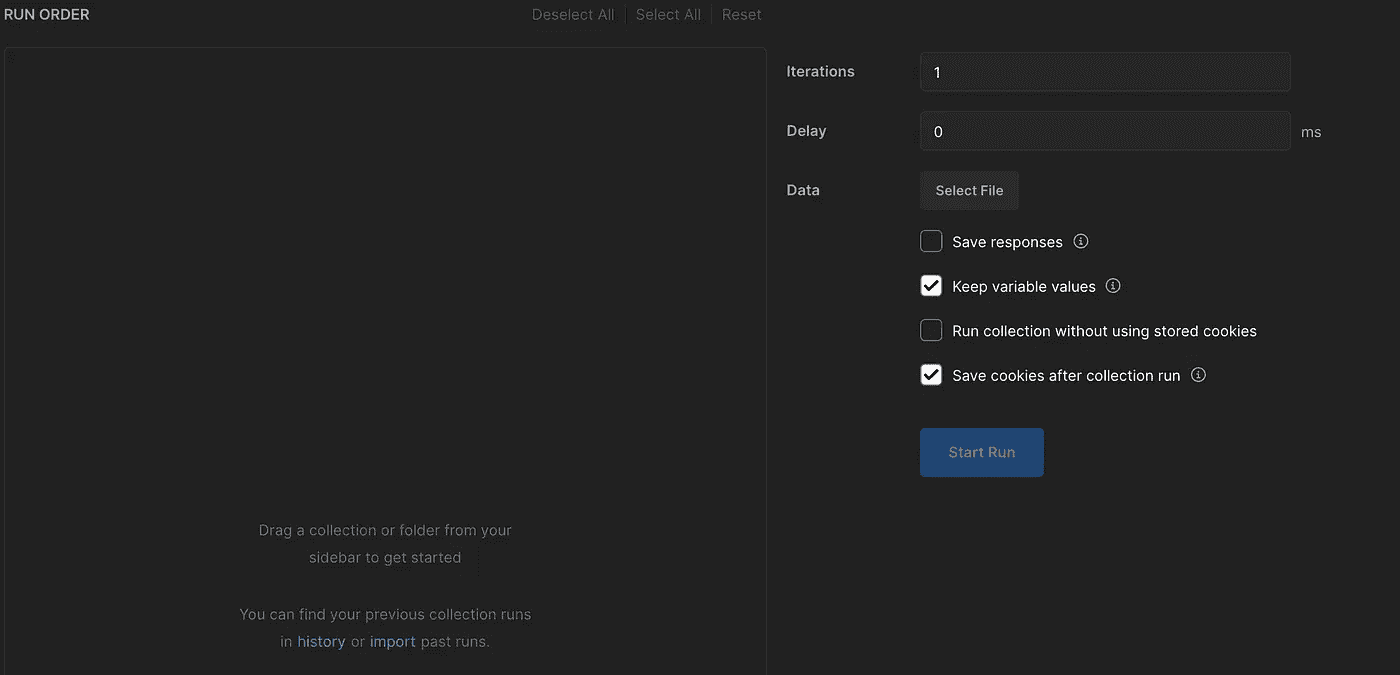 RUN ORDER
Deselect All
Select All
Reset
Iterations
1
Delay
0
ms
Data
Select File
Save responses
Keep variable values
Run collection without using stored cookies
Save cookies after collection run
Start Run
Drag a collection or folder from your
sidebar to get started
You can find your previous collection runs
in history or import past runs.